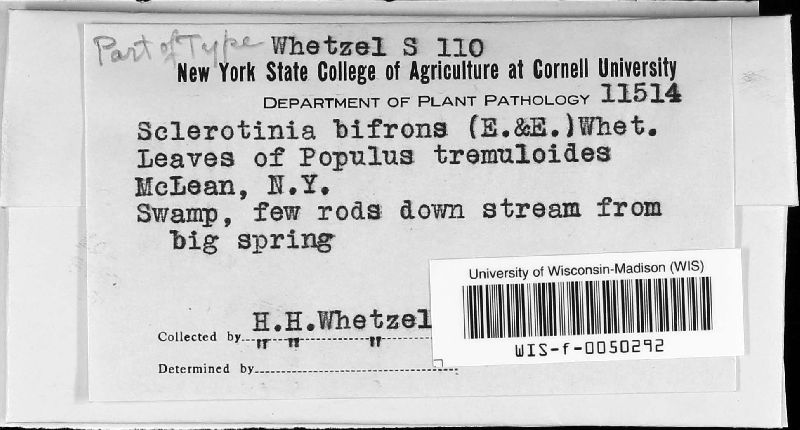 Part of Type Whetzel S 110
New York State College of Agriculture at Cornell University
DEPARTMENT OF PLANT PATHOLOGY 11514
Sclerotinia bifrons (E.&E.)Whet.
Leaves of Populus tremuloides
McLean, N.Y.
Swamp, few rods down stream from
big spring
University of Wisconsin-Madison (WIS)
WIS-f-0050292
Collected by H.H.Whetzel
" " "
Determined by